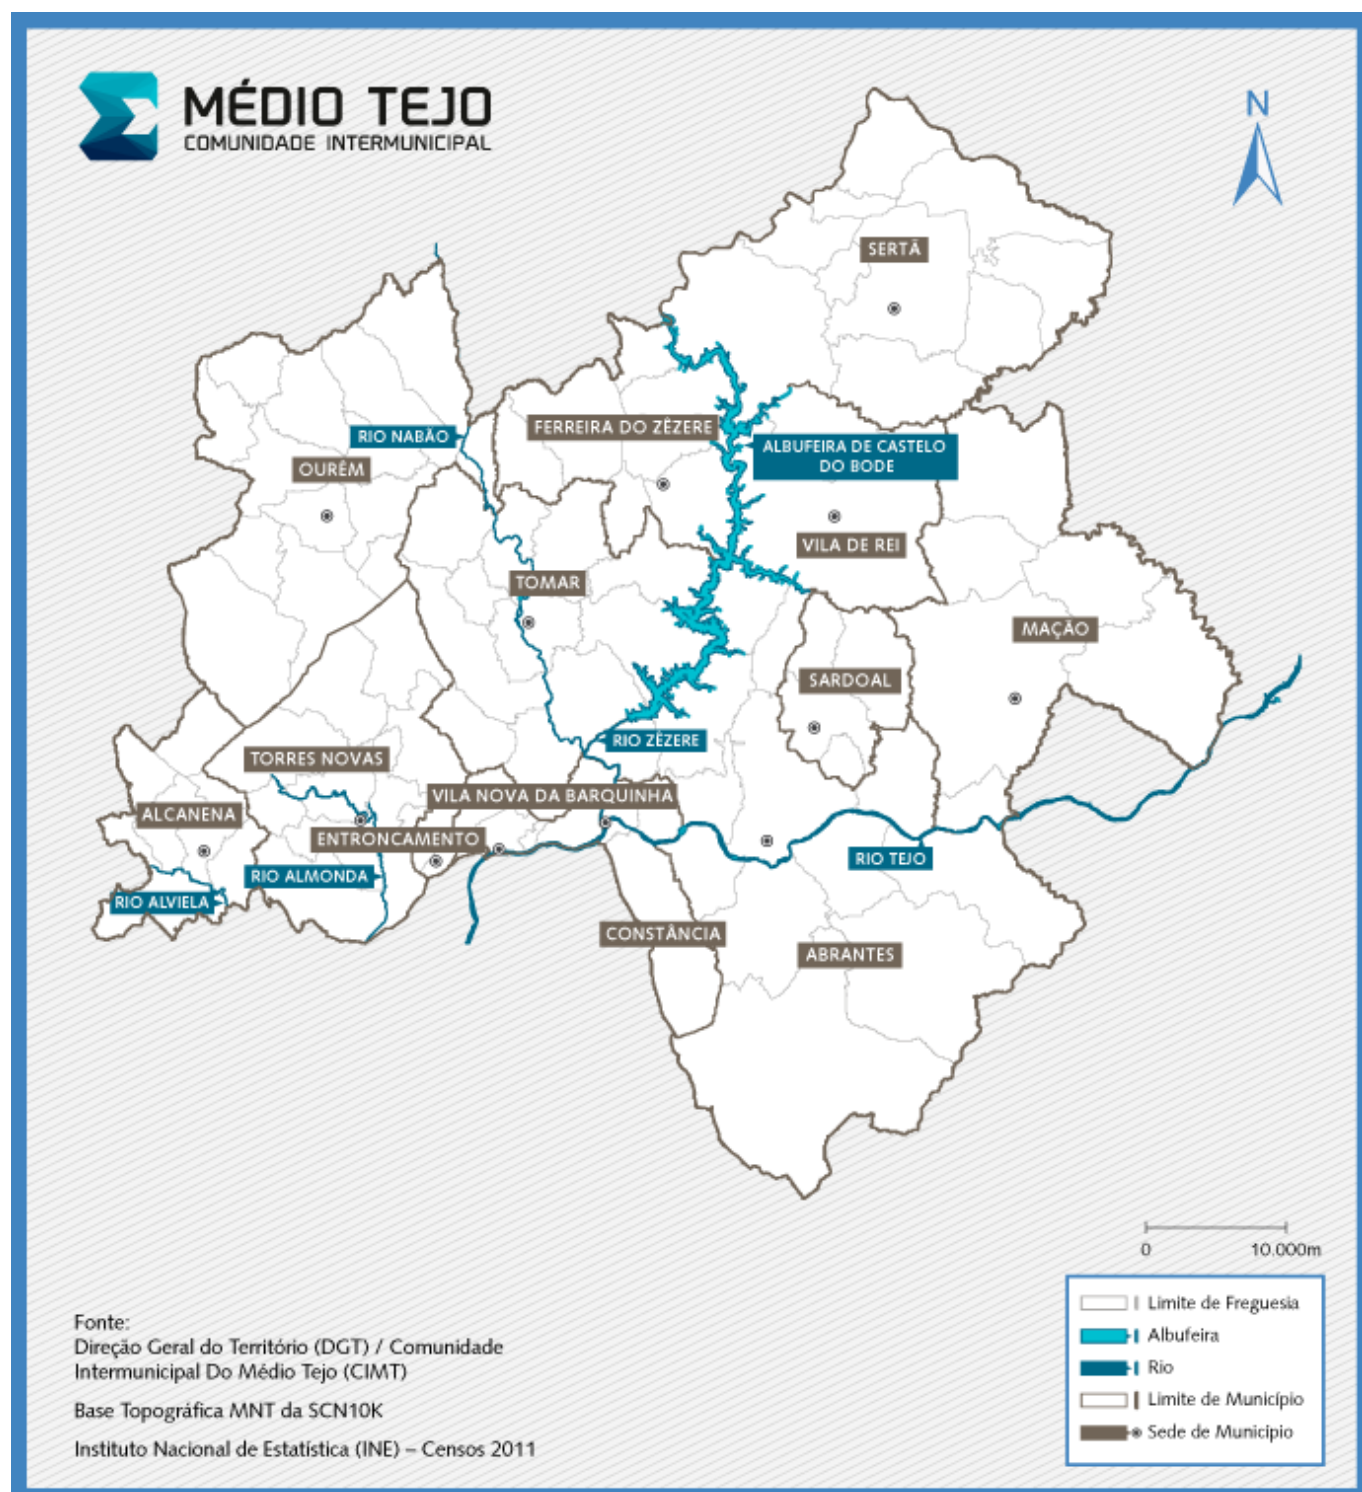 MÉDIO TEJO
COMUNIDADE INTERMUNICIPAL
N
SERTÃ
FERREIRA DO ZÊZERE
RIO NABÃO
ALBUFEIRA DE CASTELO
DO BODE
OURÉM
VILA DE REI
TOMAR
MAÇÃO
SARDOAL
RIO ZÊZERE
TORRES NOVAS
VILA NOVA DA BARQUINHA
ALCANENA
ENTRONCAMENTO
RIO TEJO
RIO ALMONDA
RIO ALVIELA
CONSTÂNCIA
ABRANTES
0 10.000m
Limite de Freguesia
Albufeira
Rio
Limite de Município
Sede de Município
Fonte:
Direção Geral do Território (DGT) / Comunidade
Intermunicipal Do Médio Tejo (CIMT)
Base Topográfica MNT da SCN10K
Instituto Nacional de Estatística (INE) – Censos 2011